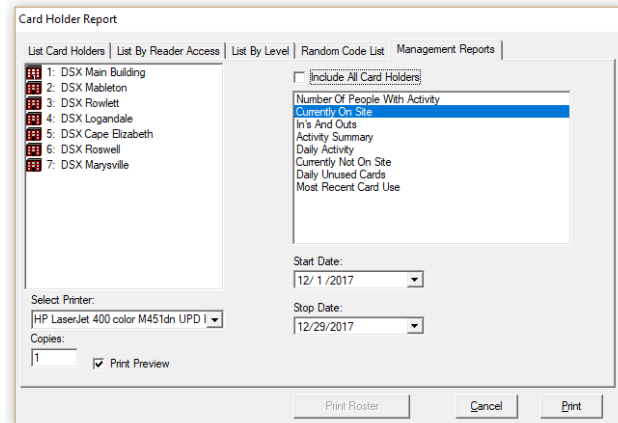 Card Holder Report
List Card Holders List By Reader Access List By Level Random Code List Management Reports
1: DSX Main Building
2: DSX Mableton
3: DSX Rowlett
4: DSX Logandale
5: DSX Cape Elizabeth
6: DSX Roswell
7: DSX Marysville
Include All Card Holders
Number Of People With Activity
Currently On Site
In's And Outs
Activity Summary
Daily Activity
Currently Not On Site
Daily Unused Cards
Most Recent Card Use
Start Date:
12/ 1 /2017
Stop Date:
12/29/2017
Select Printer:
HP LaserJet 400 color M451dn UPD
Copies:
1
Print Preview
Print Roster Cancel Print